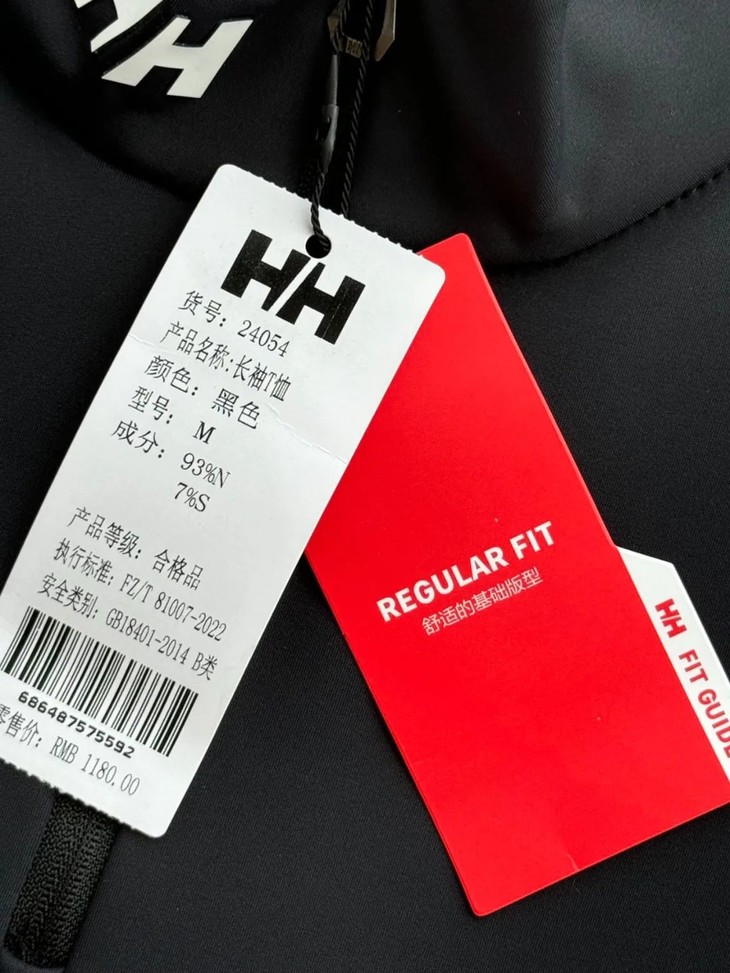 HH
HH
货号: 24054
产品名称:长袖T恤
颜色: 黑色
型号: M
成分: 93%N
7%S
产品等级: 合格品
执行标准: FZ/T 81007-2022
安全类别: GB18401-2014 B类
686487575592
零售价: RMB 1180.00
REGULAR FIT
舒适的基础版型
HH FIT GUIDE